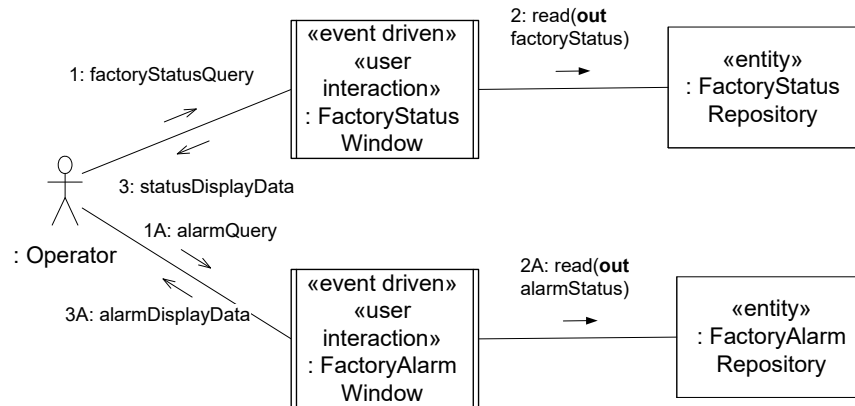 1: factoryStatusQuery
«event driven»
«user
interaction»
: FactoryStatus
Window
2: read(out
factoryStatus)
«entity»
: FactoryStatus
Repository
3: statusDisplayData
: Operator
1A: alarmQuery
3A: alarmDisplayData
«event driven»
«user
interaction»
: FactoryAlarm
Window
2A: read(out
alarmStatus)
«entity»
: FactoryAlarm
Repository